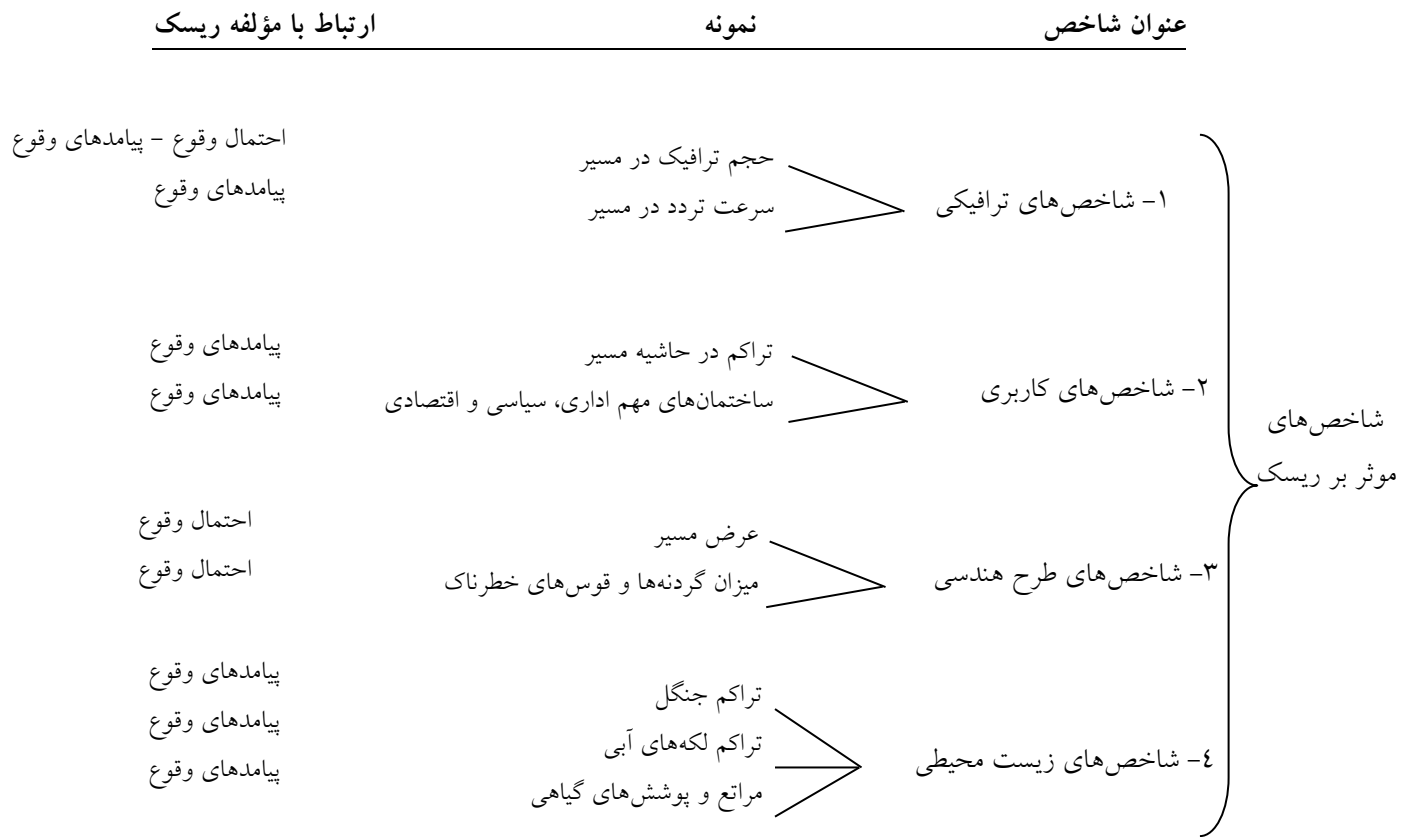 عنوان شاخص نمونه ارتباط با مؤلفه ریسک
شاخص‌های
موثر بر ریسک
۱- شاخص‌های ترافیکی
حجم ترافیک در مسیر احتمال وقوع – پیامدهای وقوع
سرعت تردد در مسیر پیامدهای وقوع
۲- شاخص‌های کاربری
تراکم در حاشیه مسیر پیامدهای وقوع
ساختمان‌های مهم اداری، سیاسی و اقتصادی پیامدهای وقوع
۳- شاخص‌های طرح هندسی
عرض مسیر احتمال وقوع
میزان گردنه‌ها و قوس‌های خطرناک احتمال وقوع
٤- شاخص‌های زیست محیطی
تراکم جنگل پیامدهای وقوع
تراکم لکه‌های آبی پیامدهای وقوع
مراتع و پوشش‌های گیاهی پیامدهای وقوع